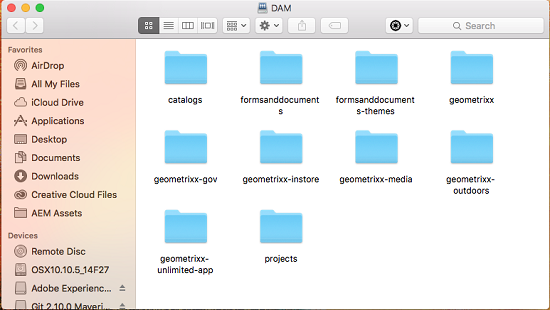 DAM
Search
Favorites
AirDrop
All My Files
iCloud Drive
Applications
Desktop
Documents
Downloads
Creative Cloud Files
AEM Assets
Devices
Remote Disc
OSX10.10.5_14F27
Adobe Experienc...
Git 2.10.0 Maveri...
catalogs
formsanddocument
s
formsanddocument
s-themes
geometrixx
geometrixx-gov
geometrixx-instore
geometrixx-media
geometrixx-
outdoors
geometrixx-
unlimited-app
projects